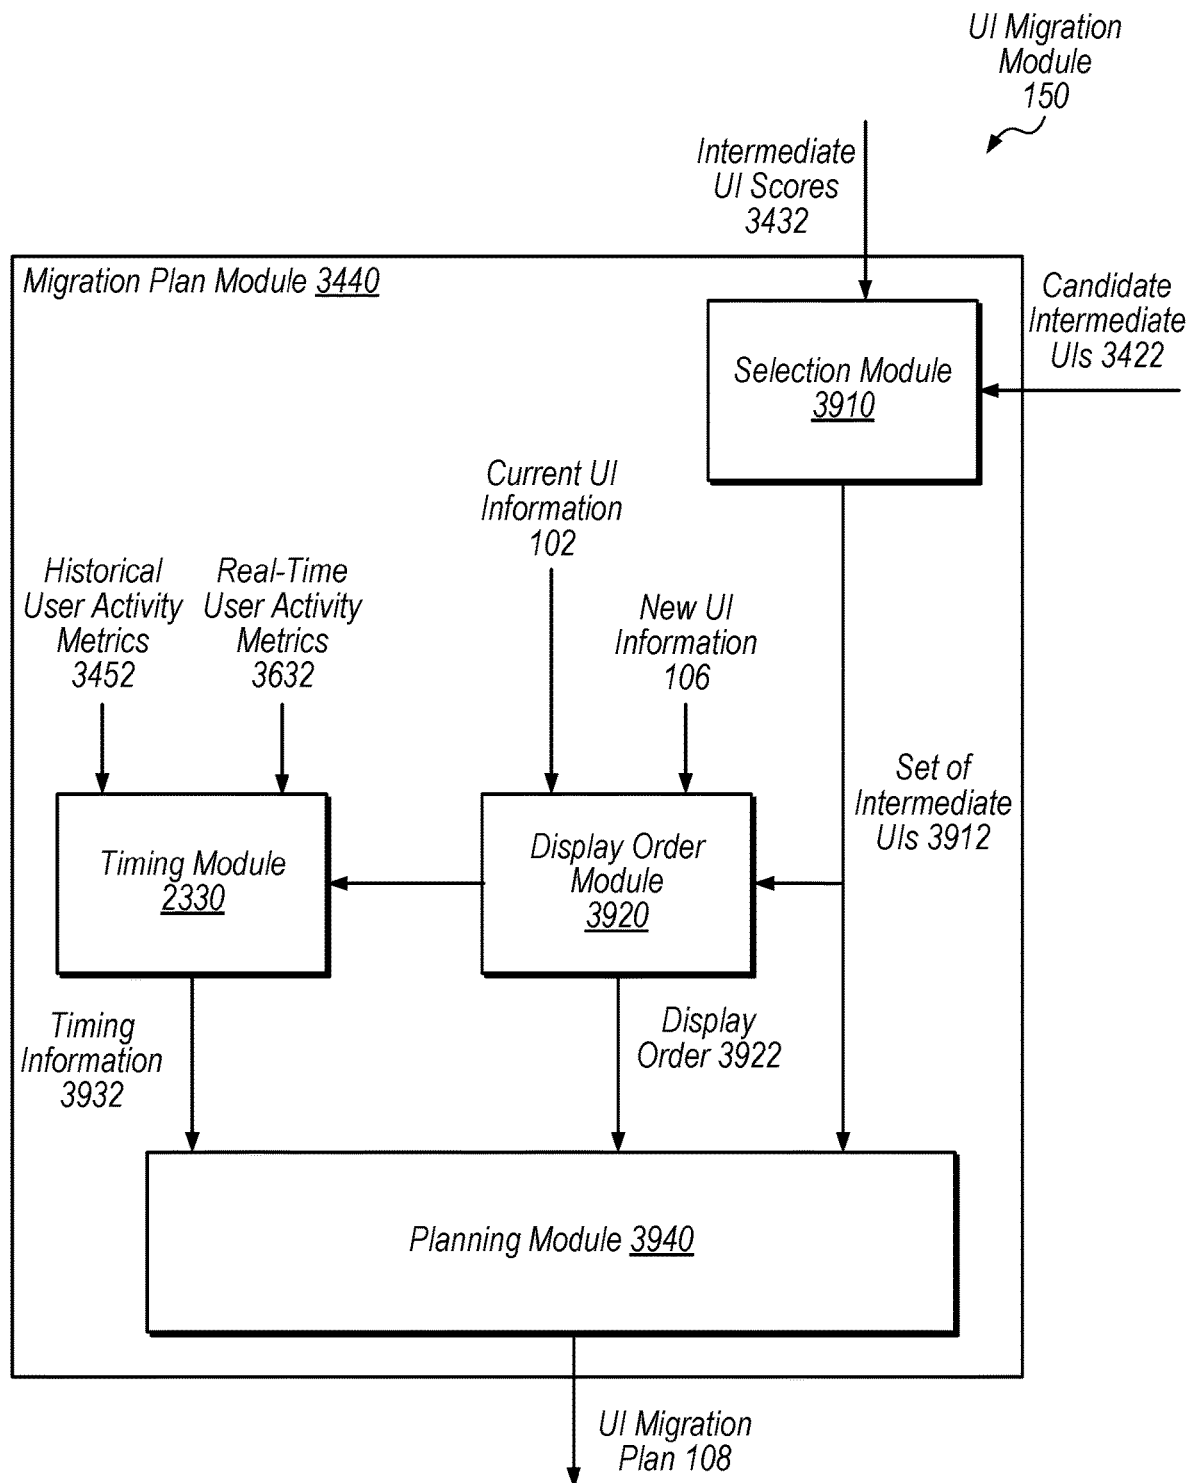 UI Migration
Module
150
Intermediate
UI Scores
3432
Migration Plan Module 3440
Candidate
Intermediate
UIs 3422
Selection Module
3910
Current UI
Information
102
Historical
User Activity
Metrics
3452
Real-Time
User Activity
Metrics
3632
New UI
Information
106
Set of
Intermediate
UIs 3912
Timing Module
2330
Display Order
Module
3920
Timing
Information
3932
Display
Order 3922
Planning Module 3940
UI Migration
Plan 108